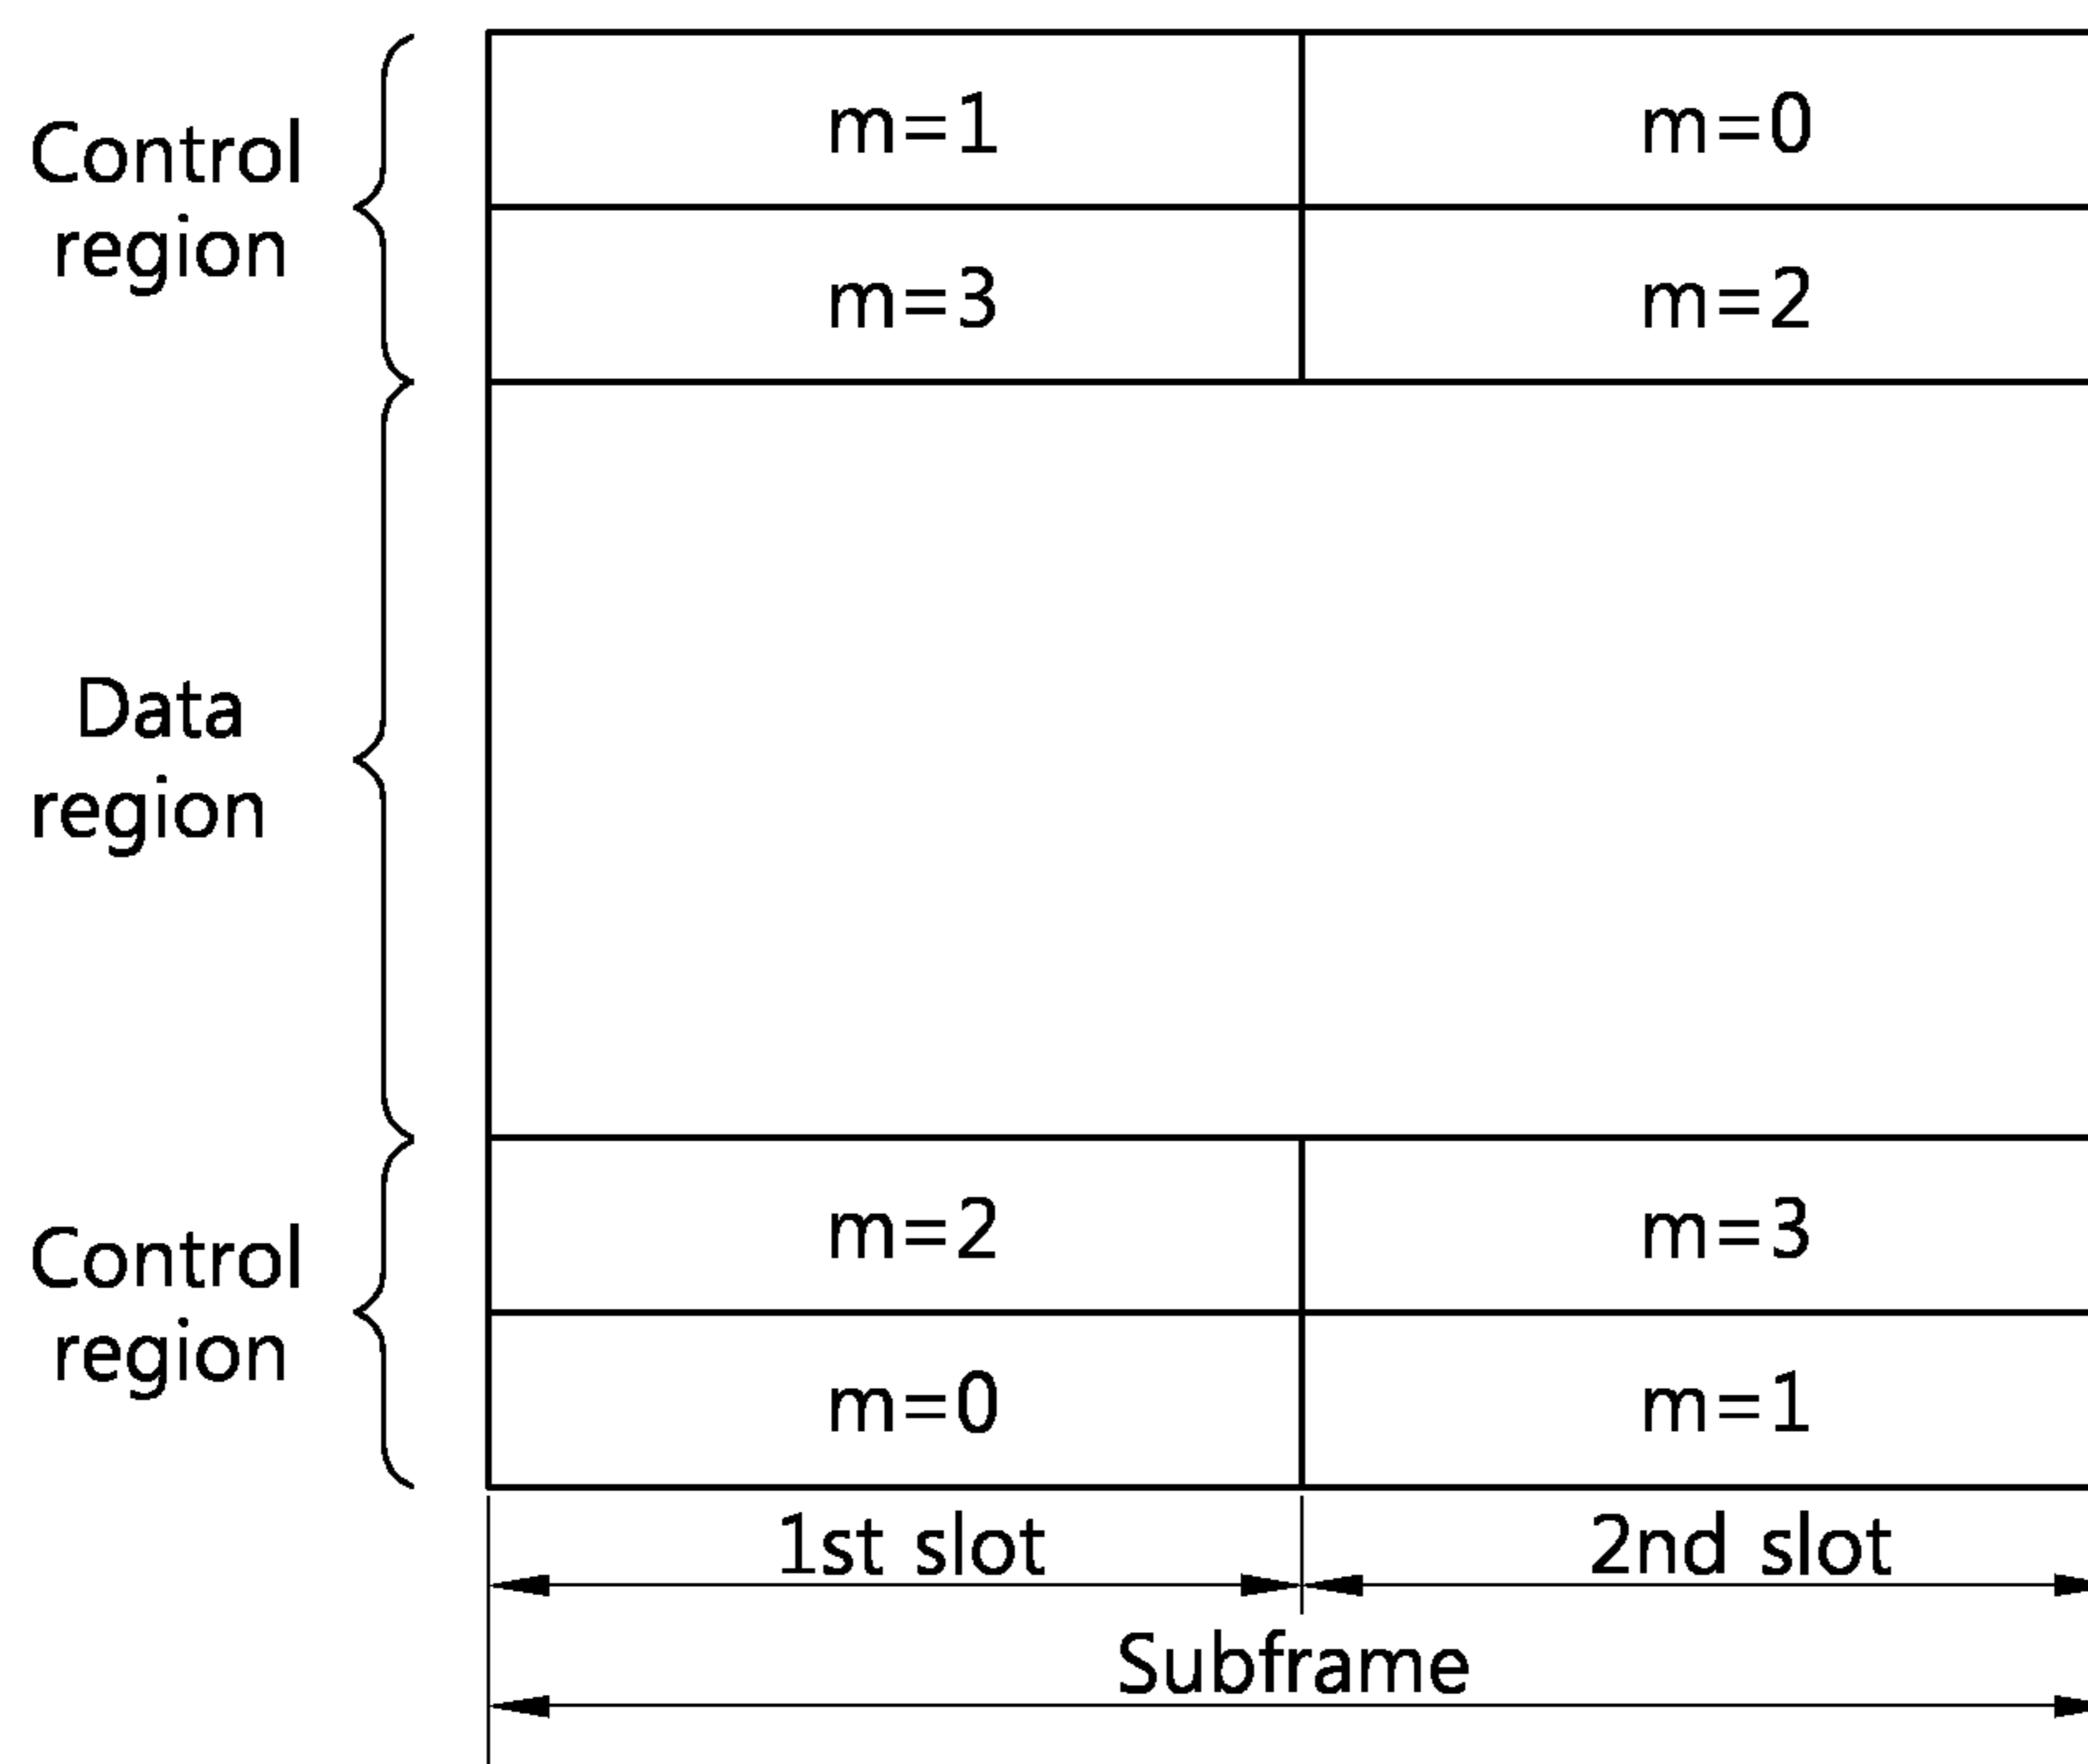 m=1 m=0
Control
region
m=3 m=2
Data
region
m=2 m=3
Control
region
m=0 m=1
1st slot 2nd slot
Subframe